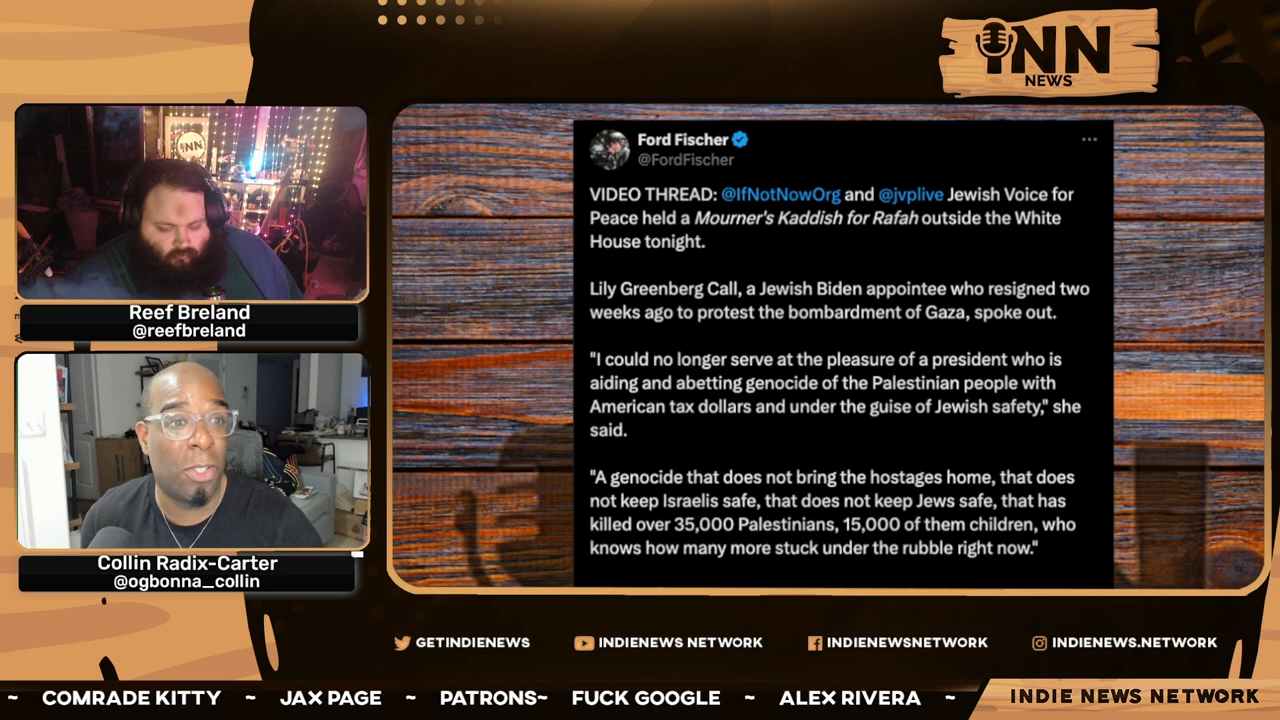 INN
NEWS
INN
Reef Breland
@reefbreland
Collin Radix-Carter
@ogbonna_collin
Ford Fischer
@FordFischer
VIDEO THREAD: @IfNotNowOrg and @jvplive Jewish Voice for
Peace held a Mourner's Kaddish for Rafah outside the White
House tonight.
Lily Greenberg Call, a Jewish Biden appointee who resigned two
weeks ago to protest the bombardment of Gaza, spoke out.
"I could no longer serve at the pleasure of a president who is
aiding and abetting genocide of the Palestinian people with
American tax dollars and under the guise of Jewish safety," she
said.
"A genocide that does not bring the hostages home, that does
not keep Israelis safe, that does not keep Jews safe, that has
killed over 35,000 Palestinians, 15,000 of them children, who
knows how many more stuck under the rubble right now."
GETINDIENEWS INDIENEWS NETWORK INDIENEWSNETWORK INDIENEWS.NETWORK
~ COMRADE KITTY ~ JAX PAGE ~ PATRONS~ FUCK GOOGLE ~ ALEX RIVERA ~ INDIE NEWS NETWORK